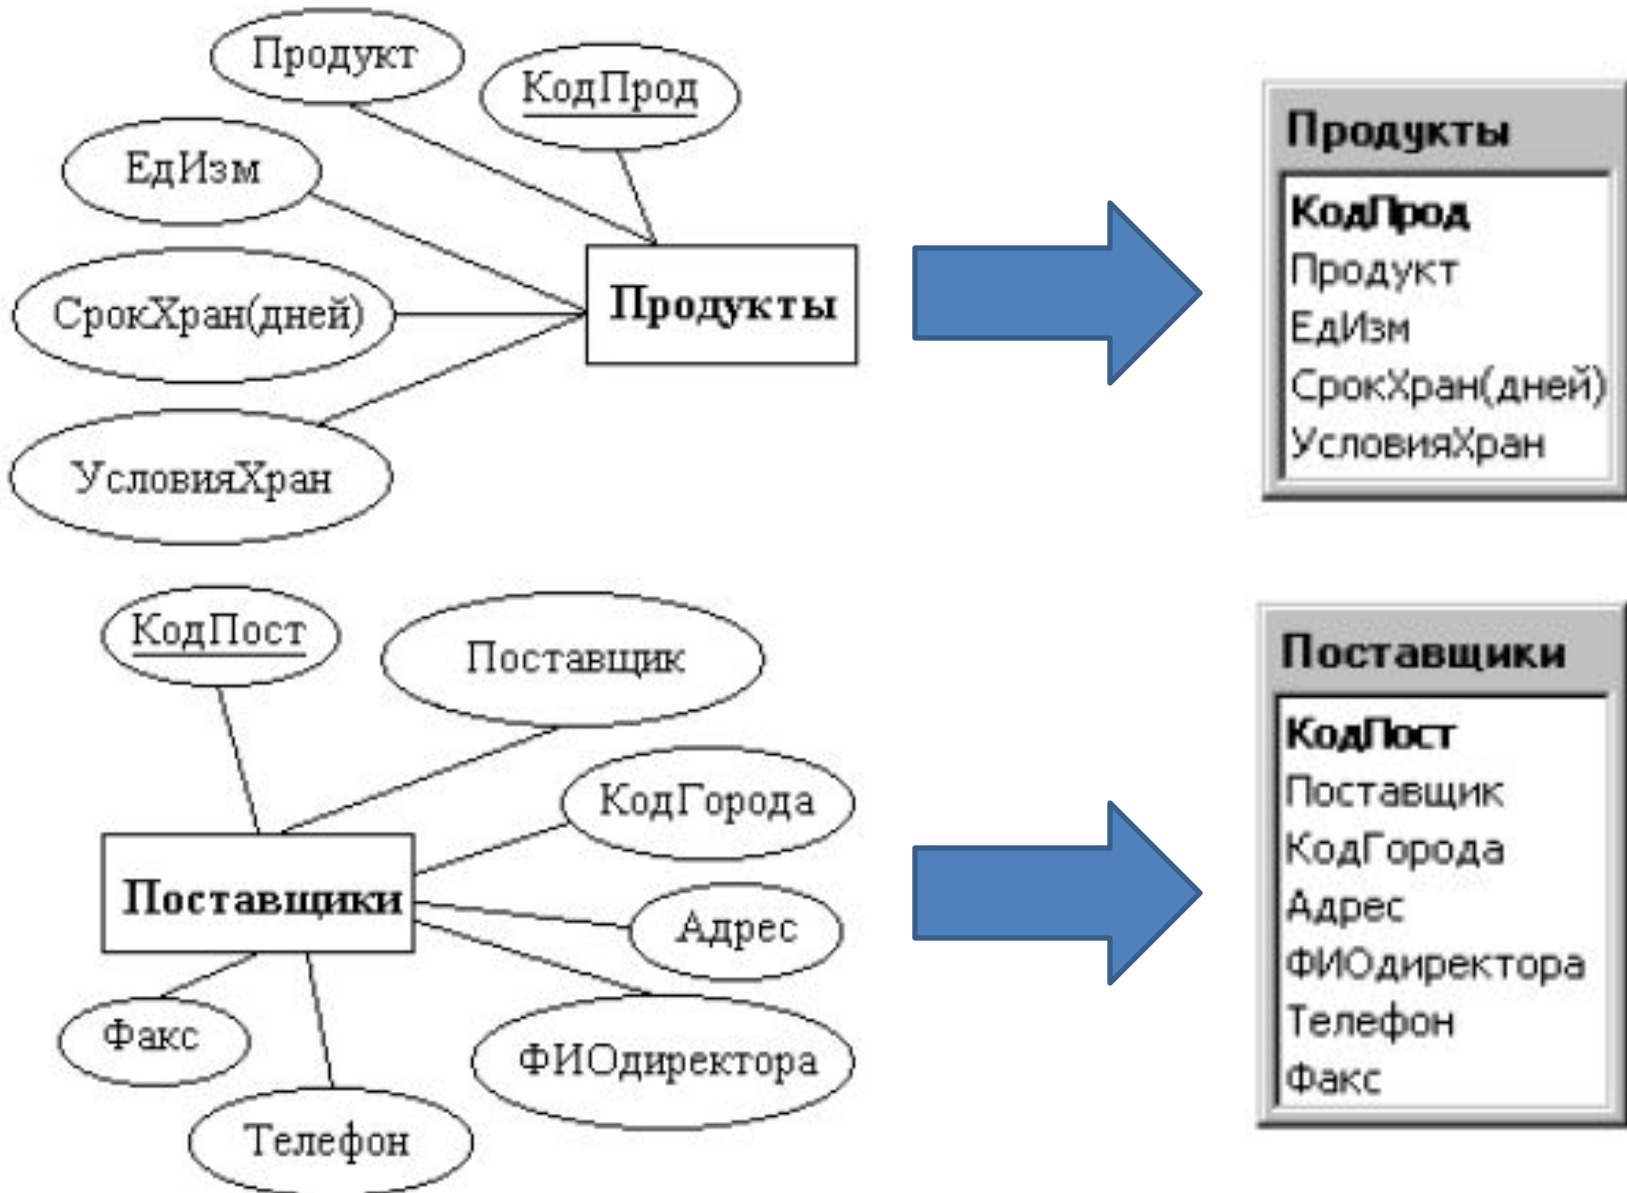 Продукт
КодПрод
ЕдИзм
СрокХран(дней)
УсловияХран
Продукты
Продукты
КодПрод
Продукт
ЕдИзм
СрокХран(дней)
УсловияХран
КодПост
Поставщик
КодГорода
Поставщики
Адрес
Факс
ФИОдиректора
Телефон
Поставщики
КодПост
Поставщик
КодГорода
Адрес
ФИОдиректора
Телефон
Факс